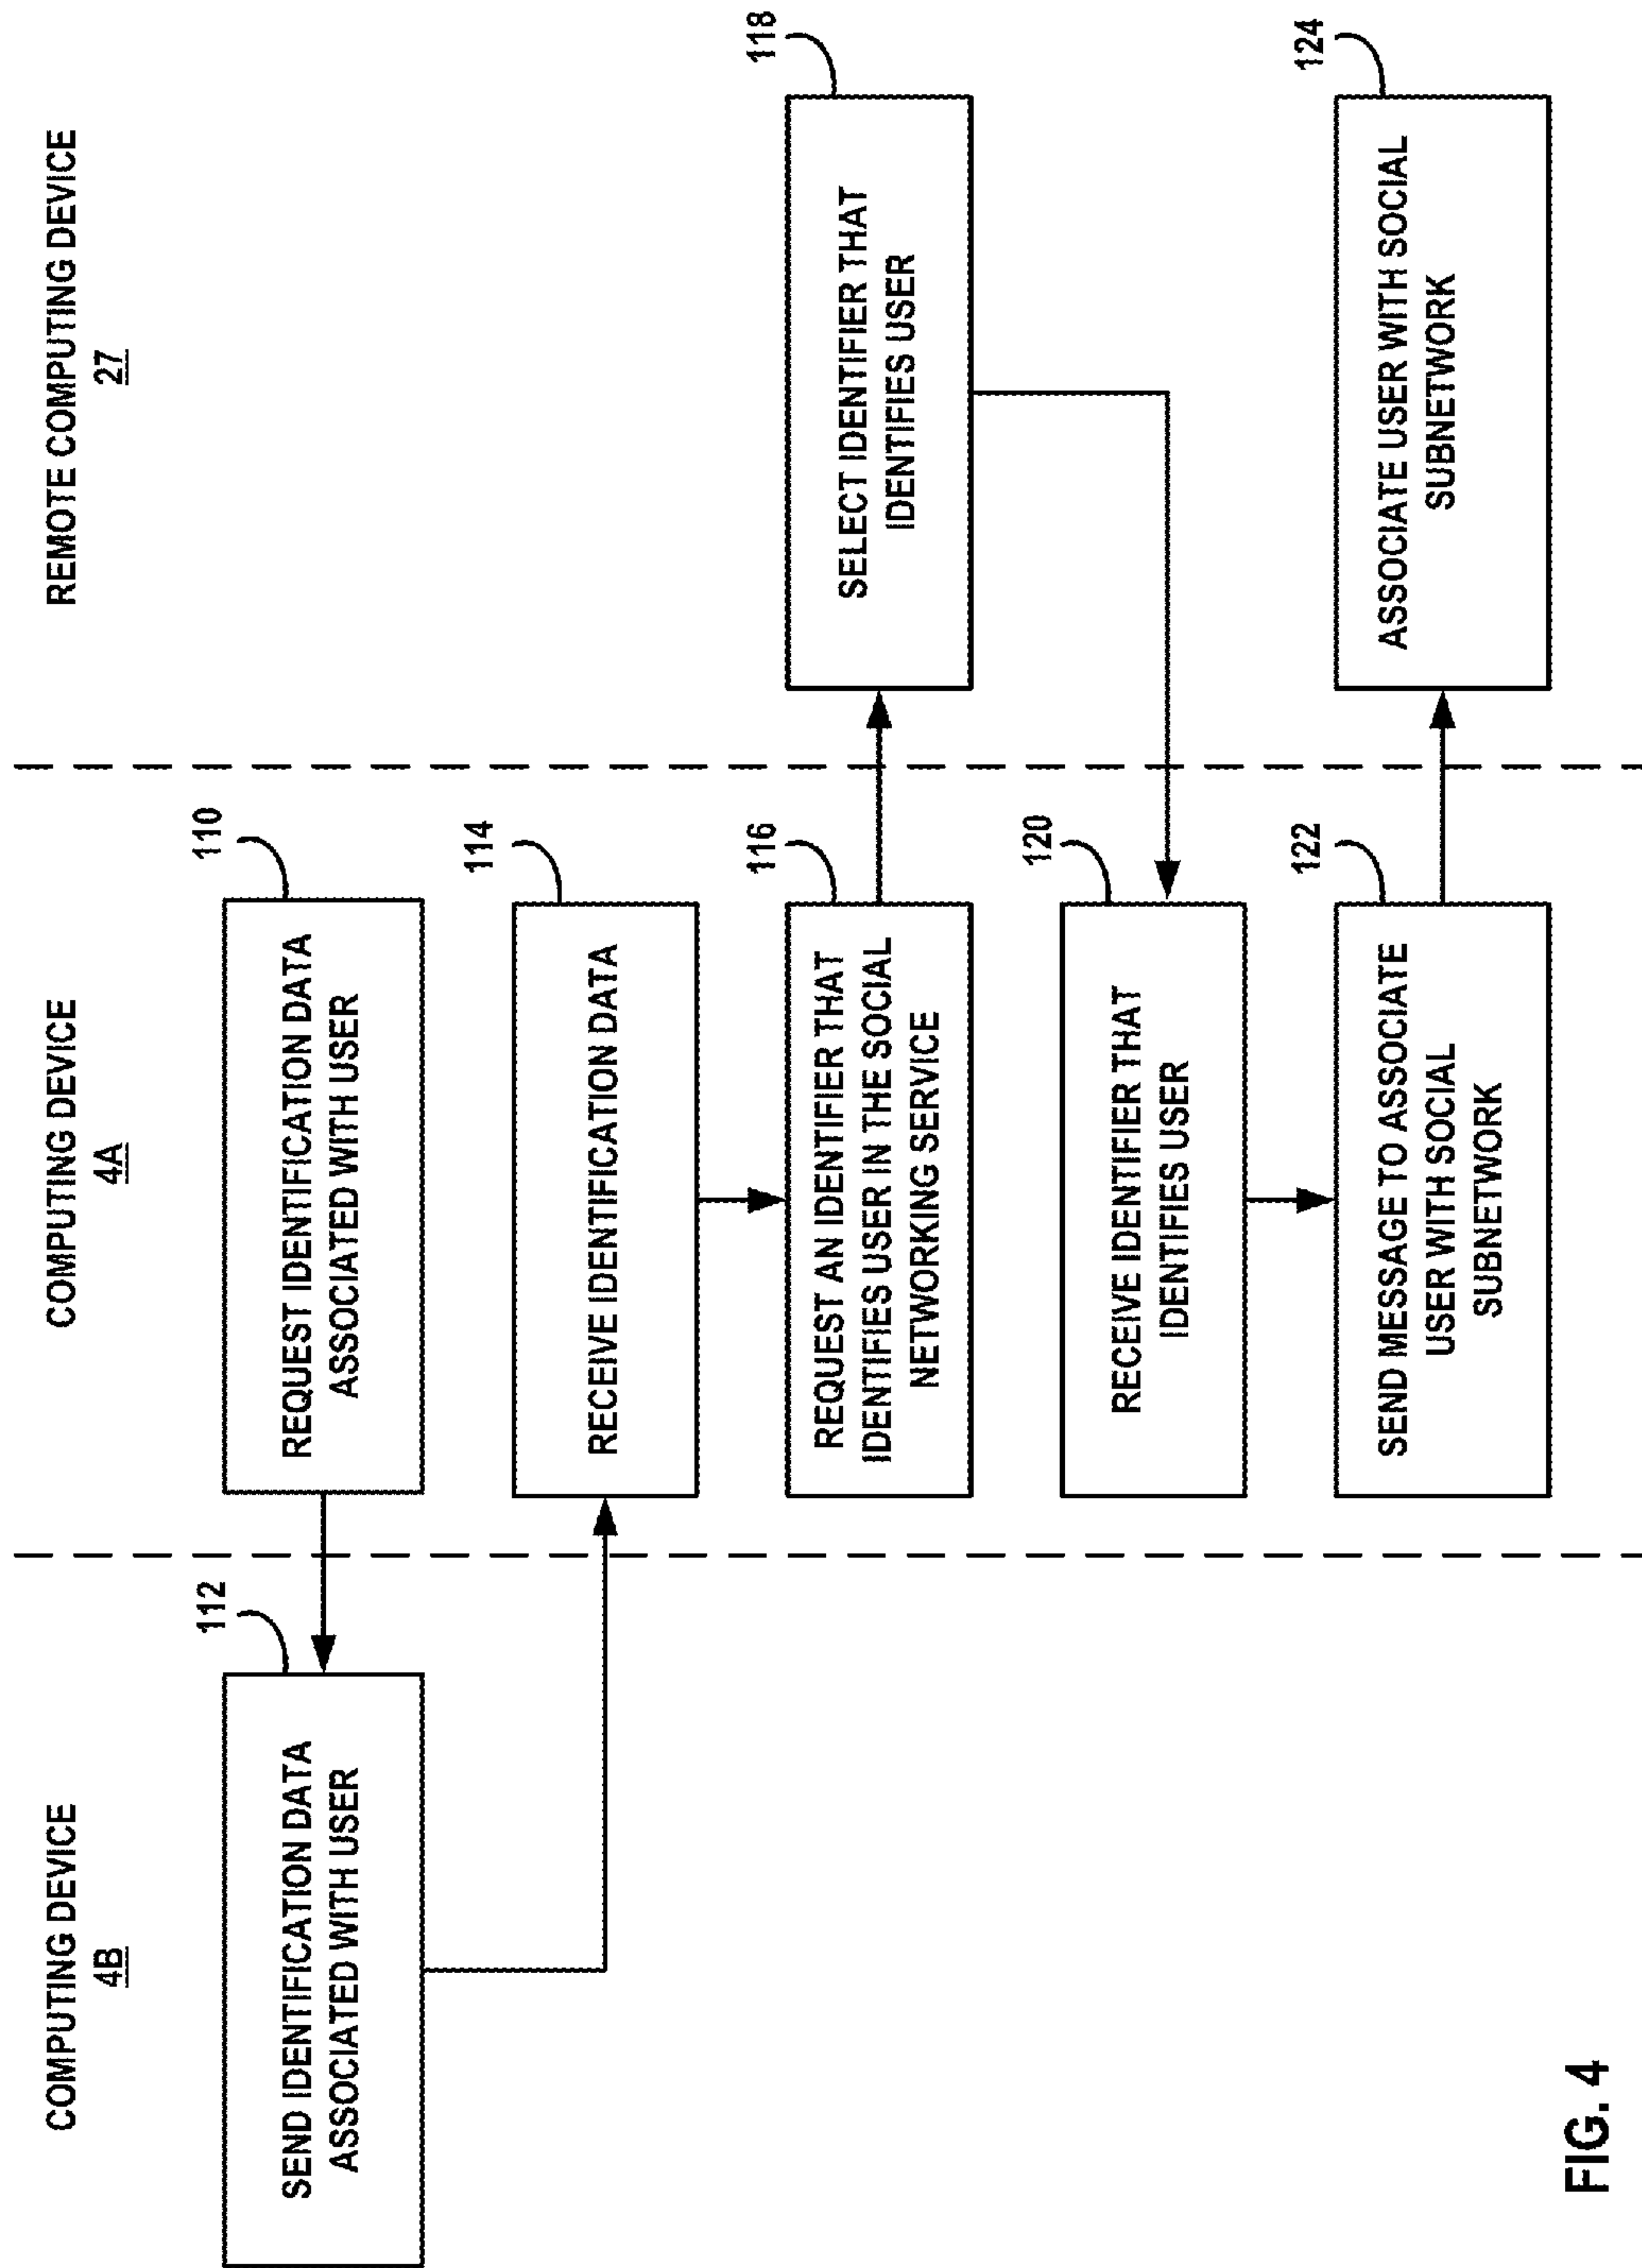 COMPUTING DEVICE
4B
COMPUTING DEVICE
4A
REMOTE COMPUTING DEVICE
27
112
SEND IDENTIFICATION DATA
ASSOCIATED WITH USER
110
REQUEST IDENTIFICATION DATA
ASSOCIATED WITH USER
114
RECEIVE IDENTIFICATION DATA
116
REQUEST AN IDENTIFIER THAT
IDENTIFIES USER IN THE SOCIAL
NETWORKING SERVICE
118
SELECT IDENTIFIER THAT
IDENTIFIES USER
120
RECEIVE IDENTIFIER THAT
IDENTIFIES USER
122
SEND MESSAGE TO ASSOCIATE
USER WITH SOCIAL
SUBNETWORK
124
ASSOCIATE USER WITH SOCIAL
SUBNETWORK
FIG. 4